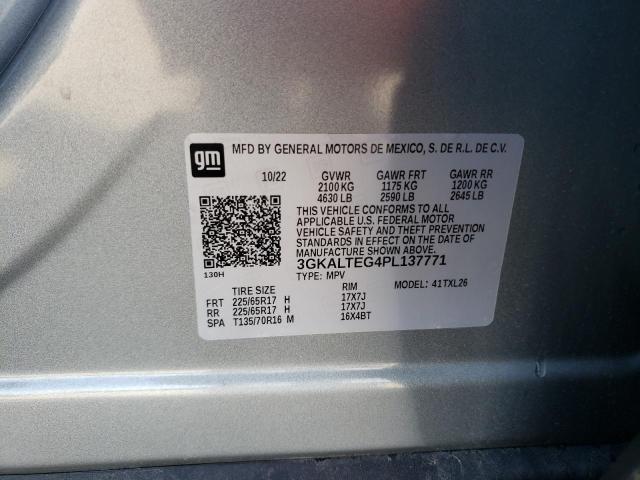 gm MFD BY GENERAL MOTORS DE MEXICO, S. DE R.L. DE C.V.
10/22 GVWR GAWR FRT GAWR RR
2100 KG 1175 KG 1200 KG
4630 LB 2590 LB 2645 LB
THIS VEHICLE CONFORMS TO ALL
APPLICABLE U.S. FEDERAL MOTOR
VEHICLE SAFETY AND THEFT PREVENTION
STANDARDS IN EFFECT ON THE DATE OF
MANUFACTURE SHOWN ABOVE.
3GKALTEG4PL137771
130H TYPE: MPV
TIRE SIZE RIM MODEL: 41TXL26
FRT 225/65R17 H 17X7J
RR 225/65R17 H 17X7J
SPA T135/70R16 M 16X4BT